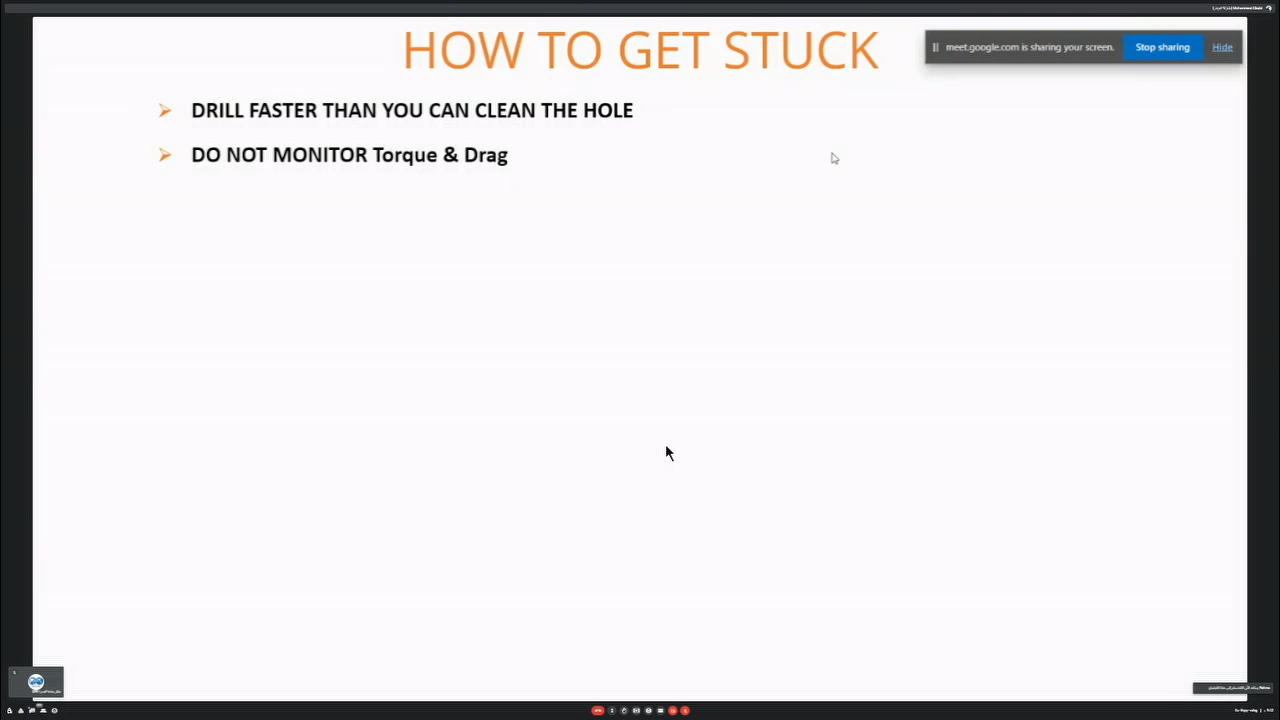 HOW TO GET STUCK
meet.google.com is sharing your screen.
Stop sharing
Hide
DRILL FASTER THAN YOU CAN CLEAN THE HOLE
DO NOT MONITOR Torque & Drag